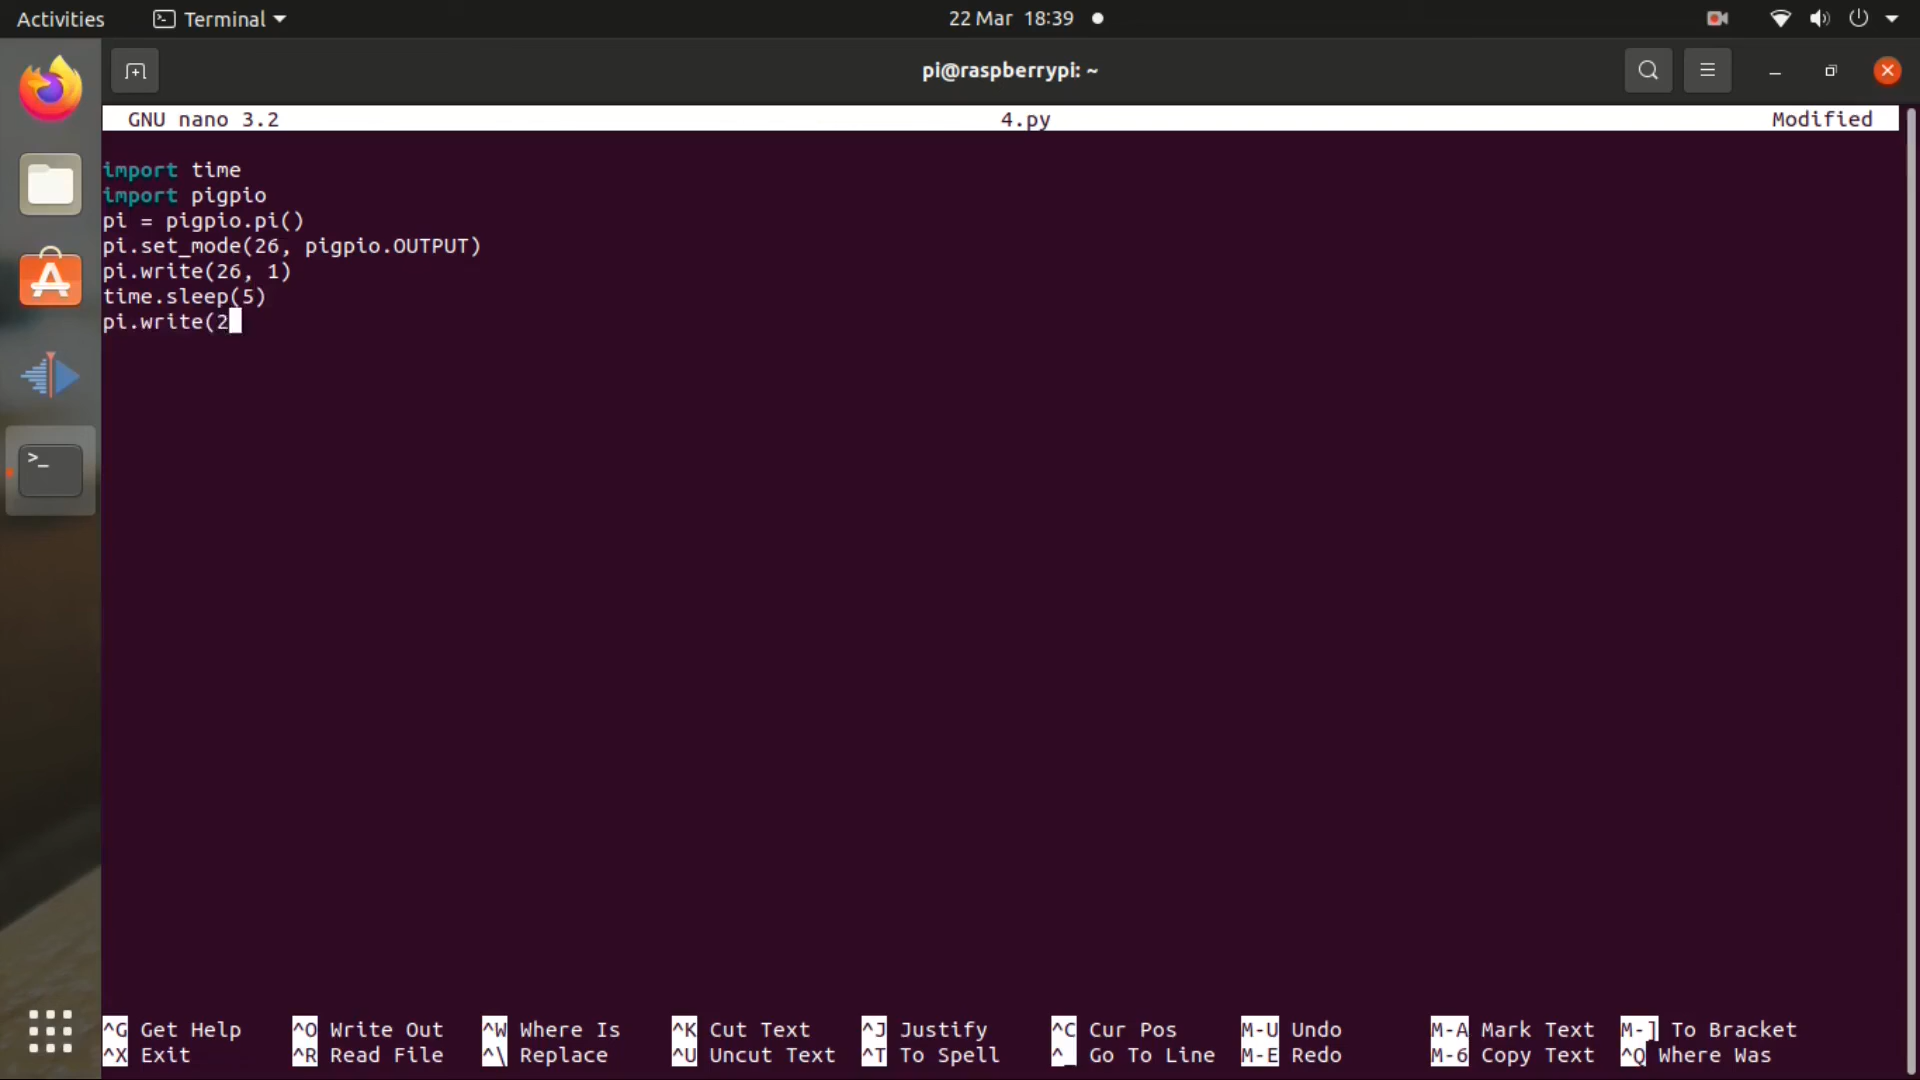 Activities Terminal 22 Mar 18:39
pi@raspberrypi: ~
GNU nano 3.2 4.py Modified
import time
import pigpio
pi = pigpio.pi()
pi.set_mode(26, pigpio.OUTPUT)
pi.write(26, 1)
time.sleep(5)
pi.write(2
>_
^G Get Help ^O Write Out ^W Where Is ^K Cut Text ^J Justify ^C Cur Pos M-U Undo M-A Mark Text M-] To Bracket
^X Exit ^R Read File ^\ Replace ^U Uncut Text ^T To Spell ^_ Go To Line M-E Redo M-6 Copy Text ^Q Where Was